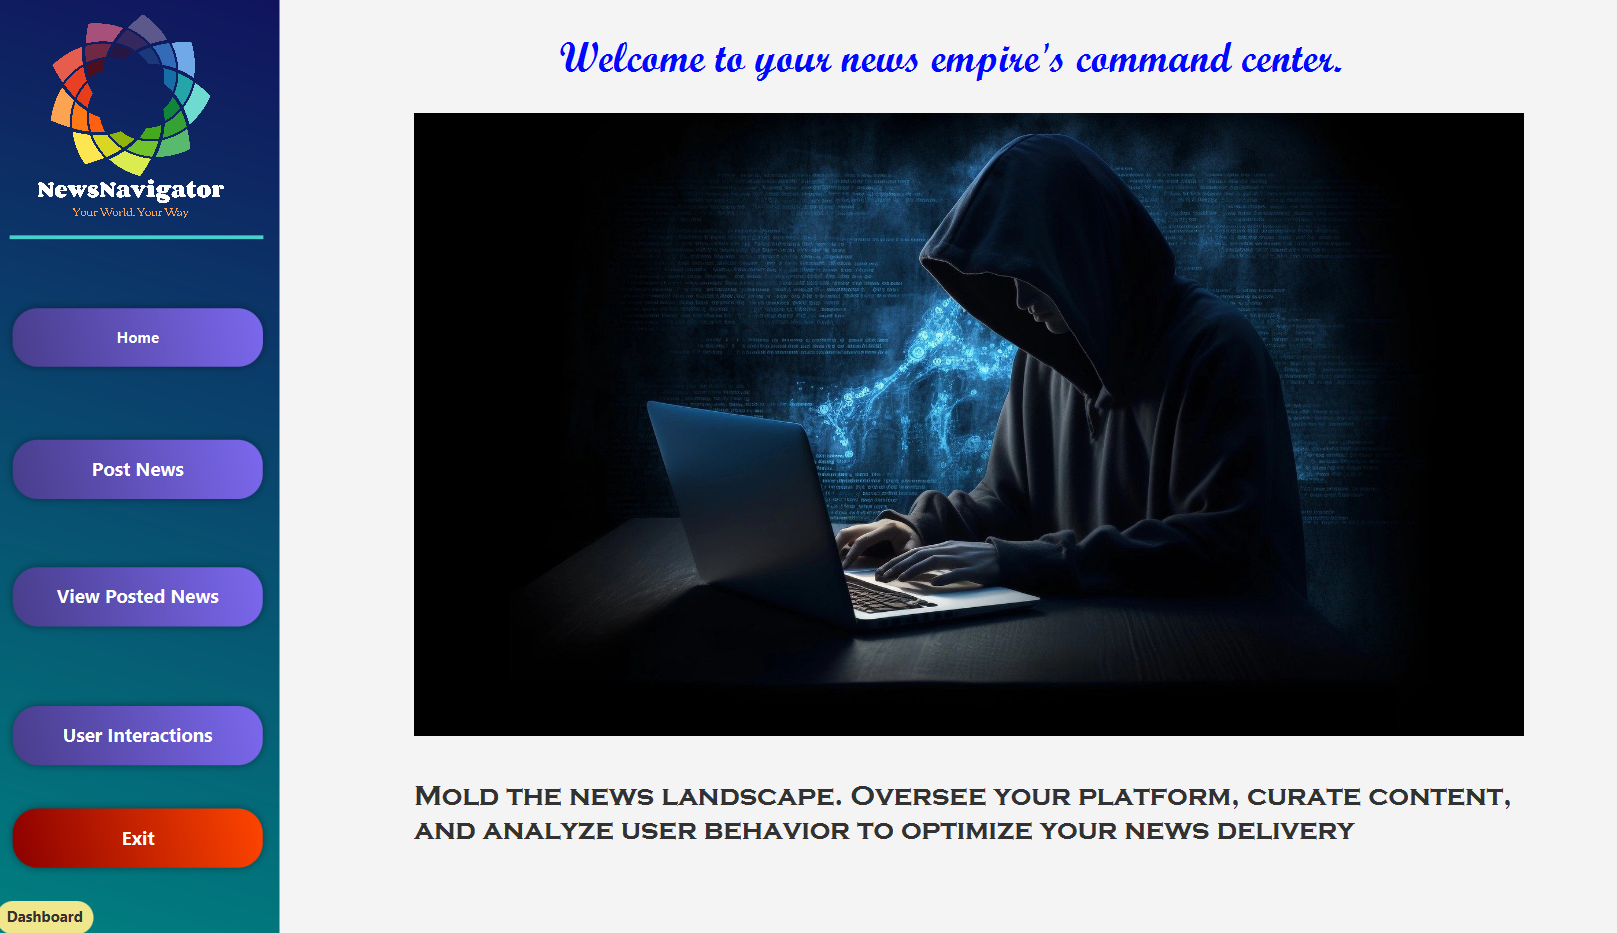 NewsNavigator
Your World. Your Way
Home
Post News
View Posted News
User Interactions
Exit
Dashboard
Welcome to your news empire's command center.
Mold the news landscape. Oversee your platform, curate content,
and analyze user behavior to optimize your news delivery